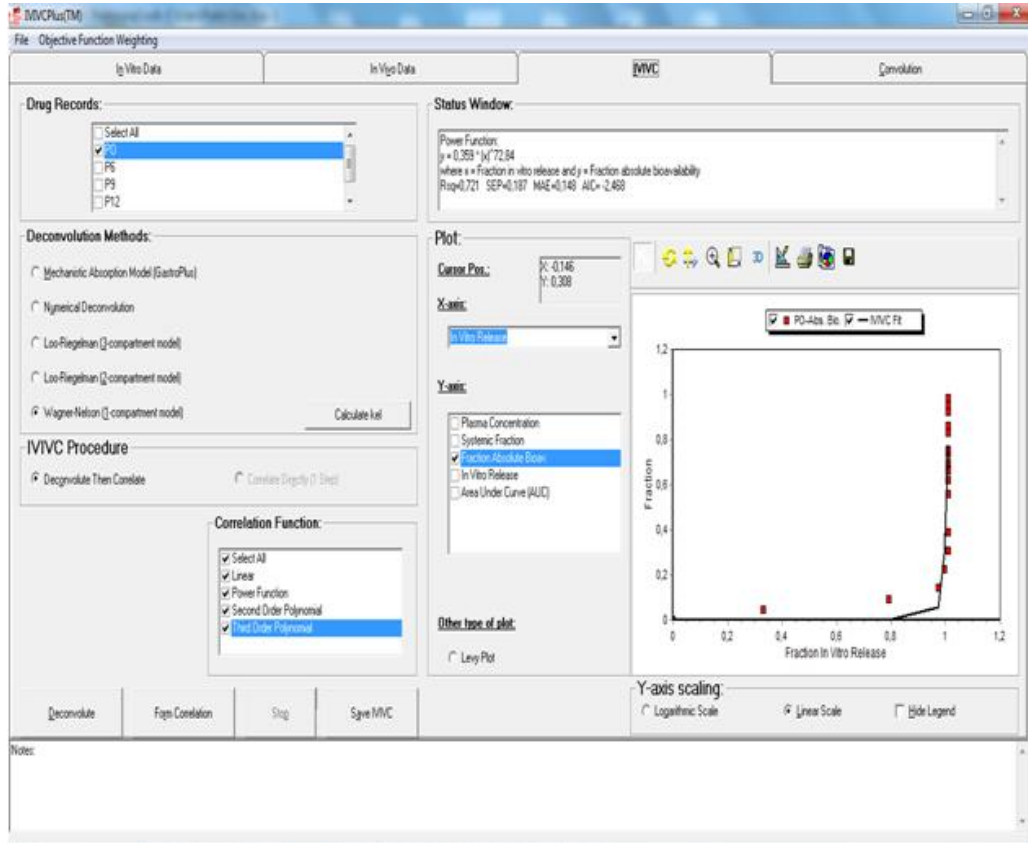 IVIVCPlus(TM)
File Objective Function Weighting
In Vitro Data
In Vivo Data
IVIVC
Convolution
Drug Records:
Select All
P0
P6
P9
P12
Status Window:
Power Function:
y = 0,359 * (x)^72,84
where x = Fraction in vitro release and y = Fraction absolute bioavailability
Rsq=0,721 SEP=0,187 MAE=0,148 AIC= -2,468
Deconvolution Methods:
Mechanistic Absorption Model (GastroPlus)
Numerical Deconvolution
Loo-Riegelman (3-compartment model)
Loo-Riegelman (2-compartment model)
Wagner-Nelson (1-compartment model)
Calculate kel
IVIVC Procedure
Deconvolute Then Correlate
Correlate Directly (1 Step)
Correlation Function:
Select All
Linear
Power Function
Second Order Polynomial
Third Order Polynomial
Deconvolute
Form Correlation
Stop
Save IVIVC
Plot:
Cursor Pos.:
X: -0,146
Y: 0,308
X-axis:
In Vitro Release
Y-axis:
Plasma Concentration
Systemic Fraction
Fraction Absolute Bioav
In Vitro Release
Area Under Curve (AUC)
Other type of plot:
Levy Plot
3D
P0-Abs. Bio. IVIVC Fit
1,2
1
0,8
0,6
0,4
0,2
0
Fraction
0 0,2 0,4 0,6 0,8 1 1,2
Fraction In Vitro Release
Y-axis scaling:
Logarithmic Scale
Linear Scale
Hide Legend
Notes: